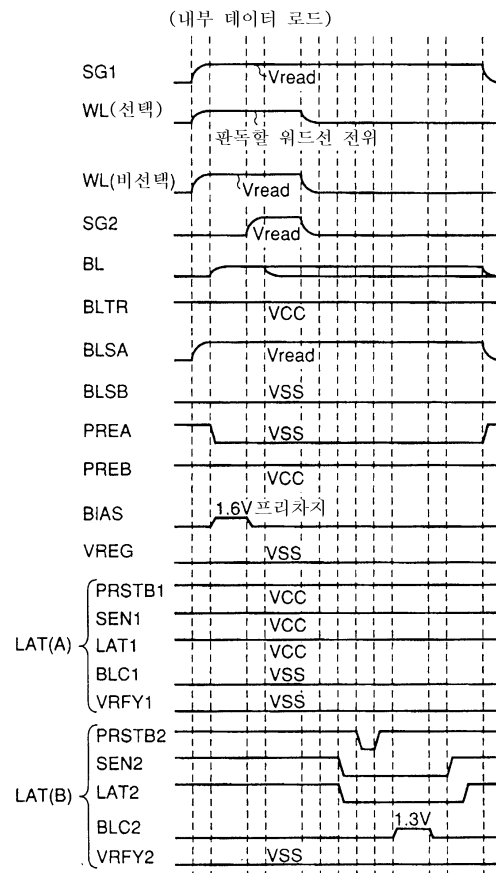 (내부 데이터 로드)
SG1
Vread
WL(선택)
판독할 워드선 전위
WL(비선택)
Vread
SG2
Vread
BL
BLTR
VCC
BLSA
Vread
BLSB
VSS
PREA
VSS
PREB
VCC
BIAS
1.6V 프리차지
VREG
VSS
LAT(A)
PRSTB1
VCC
SEN1
VCC
LAT1
VCC
BLC1
VSS
VRFY1
VSS
LAT(B)
PRSTB2
SEN2
LAT2
BLC2
1.3V
VRFY2
VSS